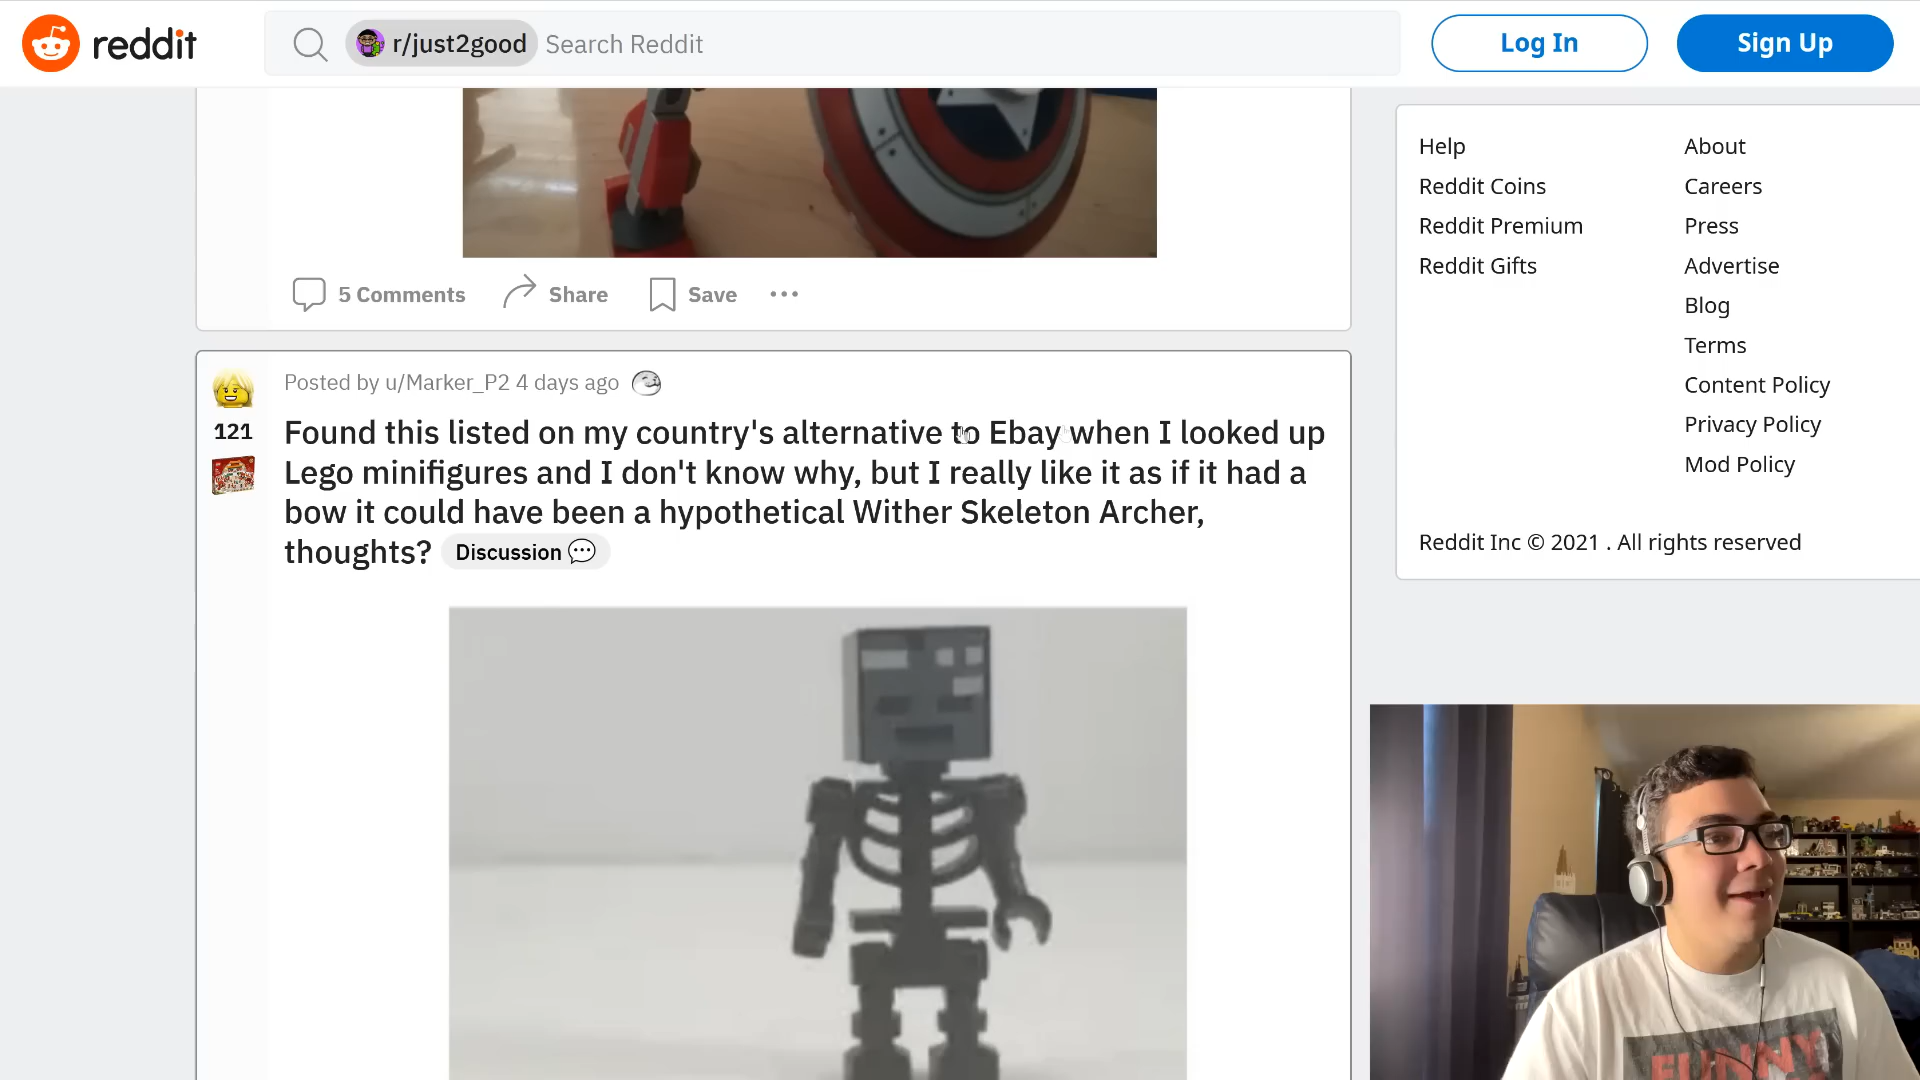 reddit
r/just2good Search Reddit
Log In
Sign Up
5 Comments
Share
Save
Posted by u/Marker_P2 4 days ago
121
Found this listed on my country's alternative to Ebay when I looked up
Lego minifigures and I don't know why, but I really like it as if it had a
bow it could have been a hypothetical Wither Skeleton Archer,
thoughts? Discussion
Help
Reddit Coins
Reddit Premium
Reddit Gifts
About
Careers
Press
Advertise
Blog
Terms
Content Policy
Privacy Policy
Mod Policy
Reddit Inc © 2021 . All rights reserved
FUNNY